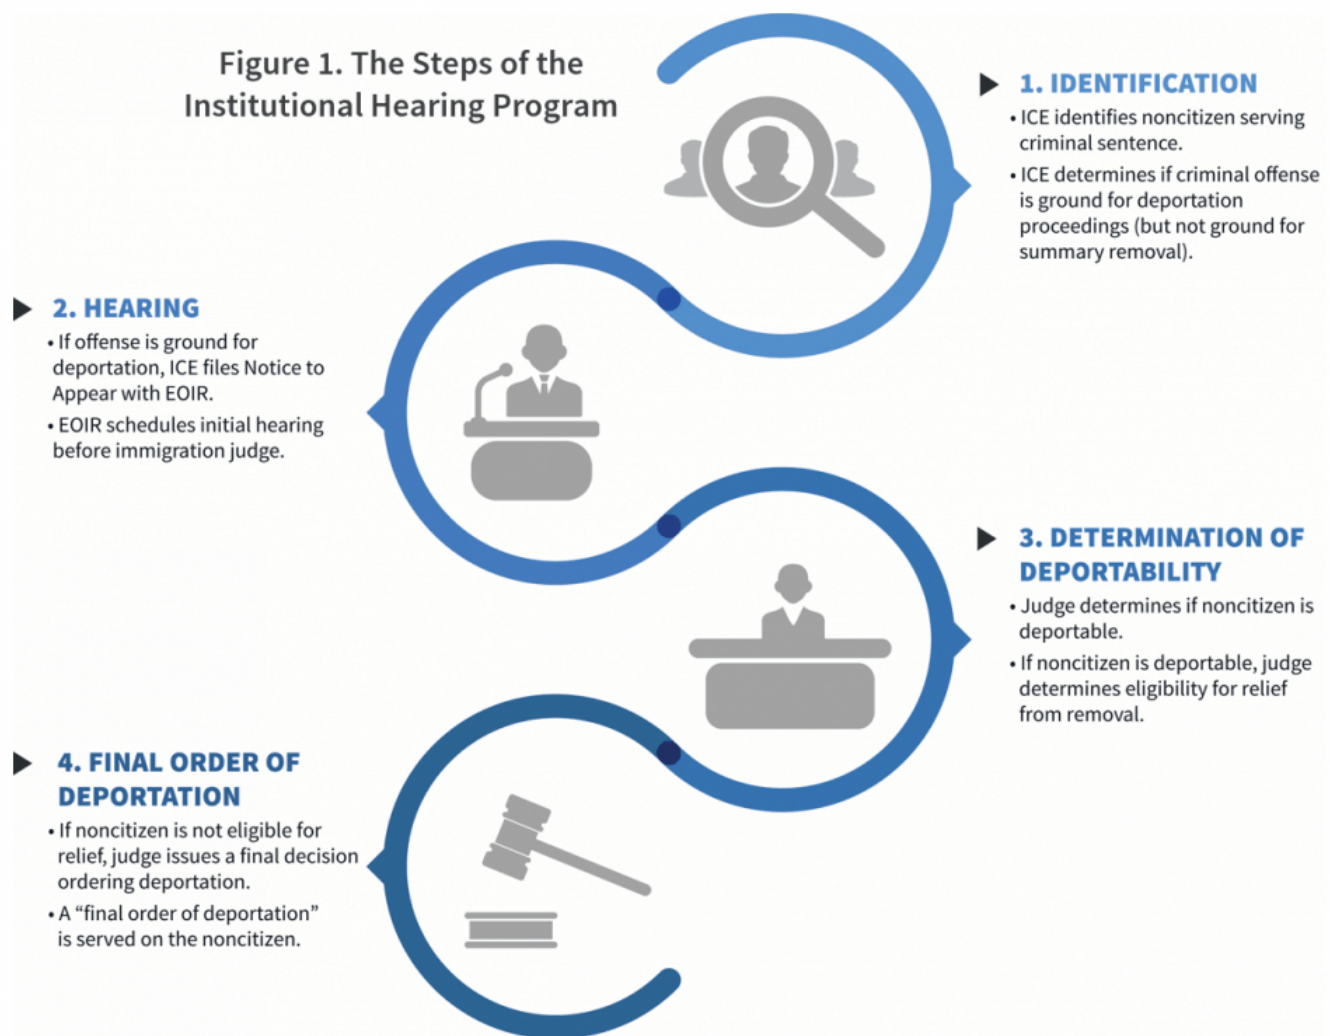 Figure 1. The Steps of the
Institutional Hearing Program
1. IDENTIFICATION
• ICE identifies noncitizen serving
criminal sentence.
• ICE determines if criminal offense
is ground for deportation
proceedings (but not ground for
summary removal).
2. HEARING
• If offense is ground for
deportation, ICE files Notice to
Appear with EOIR.
• EOIR schedules initial hearing
before immigration judge.
3. DETERMINATION OF
DEPORTABILITY
• Judge determines if noncitizen is
deportable.
• If noncitizen is deportable, judge
determines eligibility for relief
from removal.
4. FINAL ORDER OF
DEPORTATION
• If noncitizen is not eligible for
relief, judge issues a final decision
ordering deportation.
• A “final order of deportation”
is served on the noncitizen.